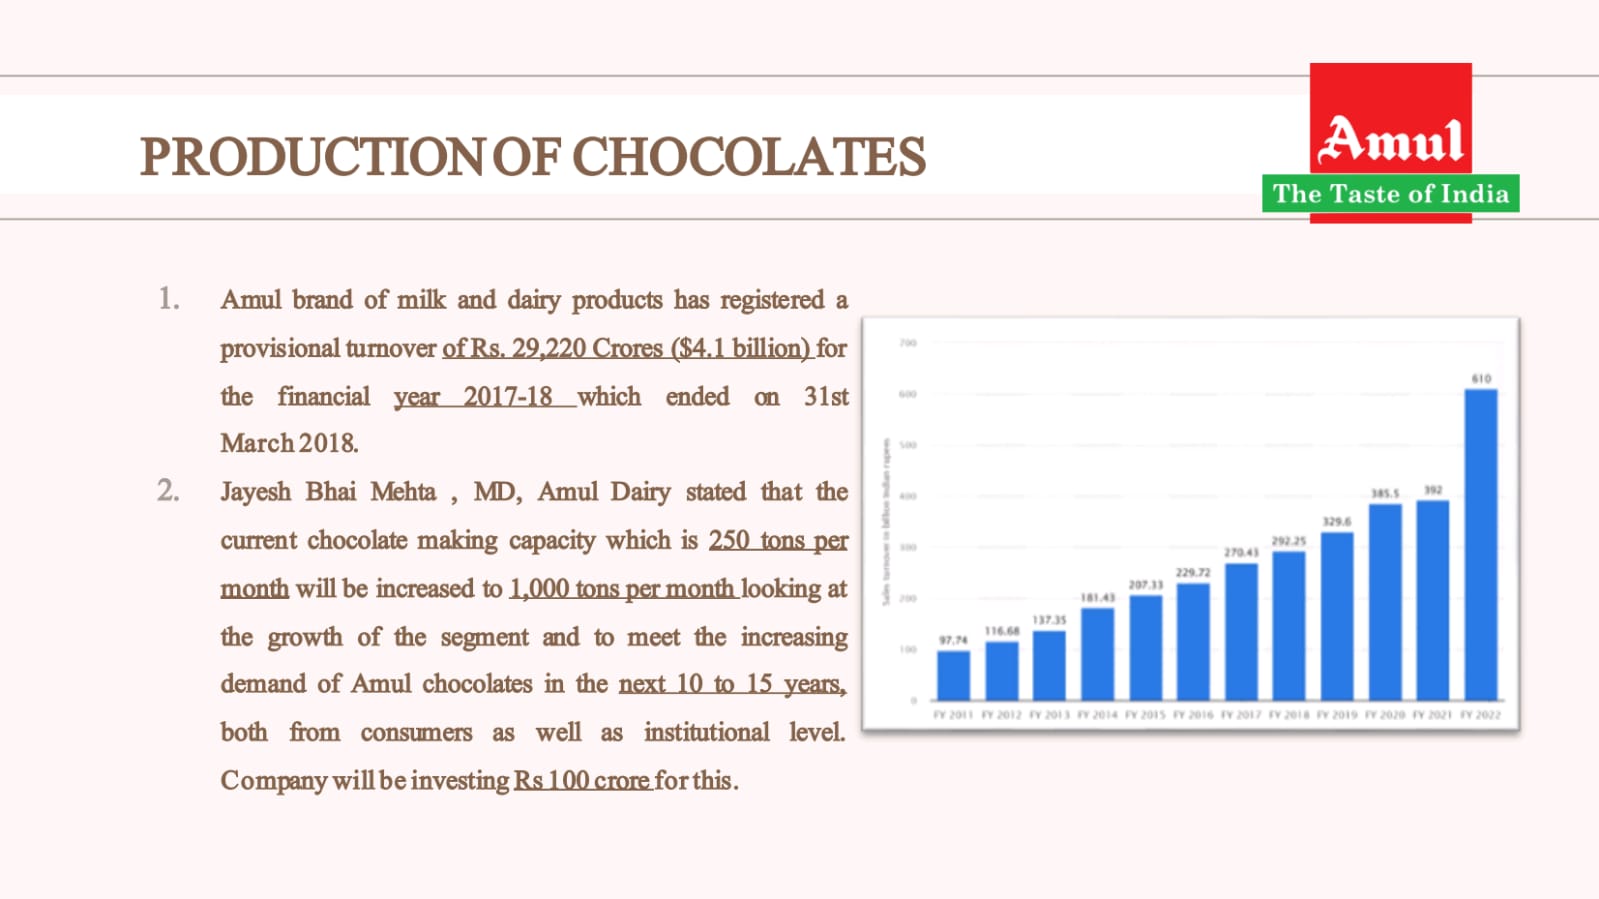 PRODUCTION OF CHOCOLATES
Amul
The Taste of India
1. Amul brand of milk and dairy products has registered a
provisional turnover of Rs. 29,220 Crores ($4.1 billion) for
the financial year 2017-18 which ended on 31st
March 2018.
2. Jayesh Bhai Mehta , MD, Amul Dairy stated that the
current chocolate making capacity which is 250 tons per
month will be increased to 1,000 tons per month looking at
the growth of the segment and to meet the increasing
demand of Amul chocolates in the next 10 to 15 years,
both from consumers as well as institutional level.
Company will be investing Rs 100 crore for this.
Sales turnover in billion Indian rupees
700
600
500
400
300
200
100
0
97.74
116.68
137.35
181.43
207.33
229.72
270.43
292.25
329.6
385.5
392
610
FY 2011 FY 2012 FY 2013 FY 2014 FY 2015 FY 2016 FY 2017 FY 2018 FY 2019 FY 2020 FY 2021 FY 2022